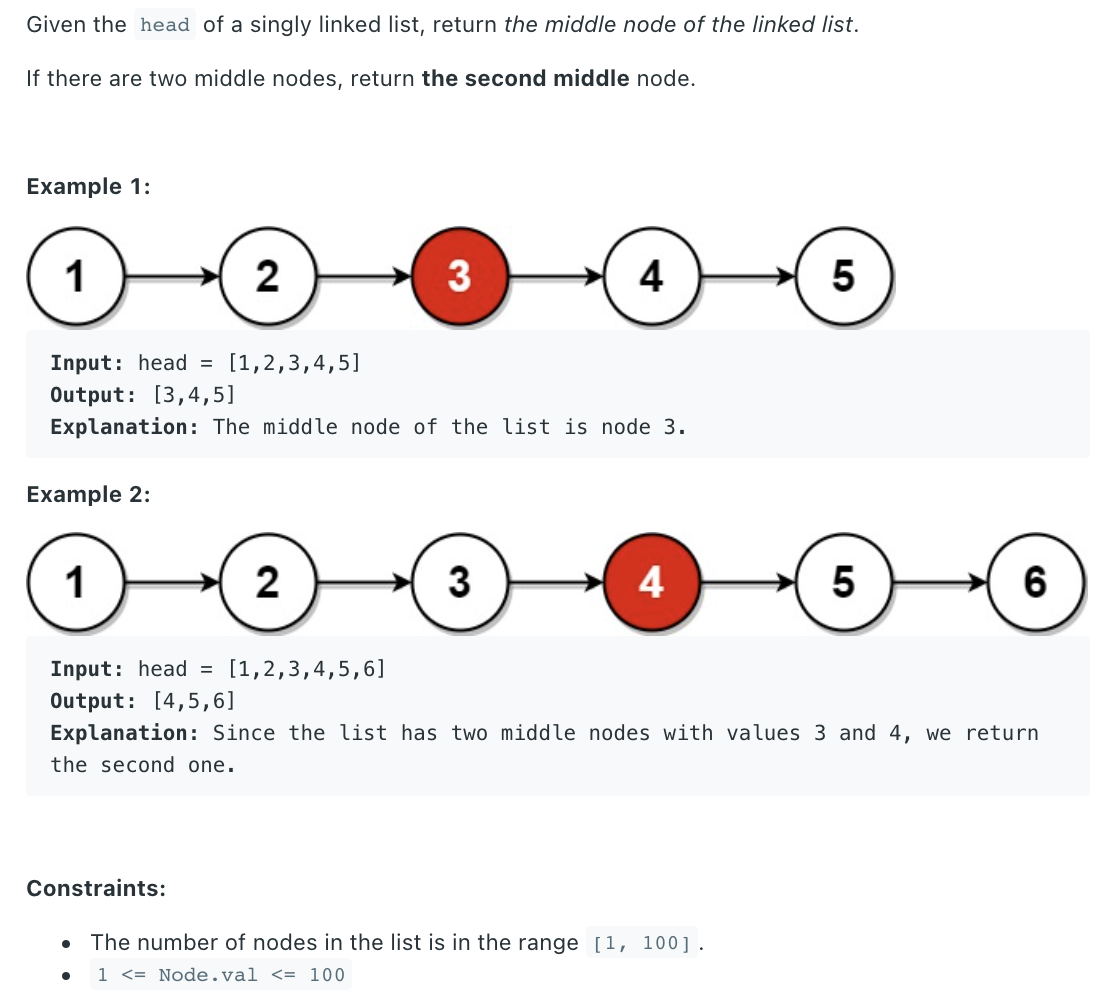 Given the head of a singly linked list, return the middle node of the linked list.
If there are two middle nodes, return the second middle node.
Example 1:
1 2 3 4 5
Input: head = [1,2,3,4,5]
Output: [3,4,5]
Explanation: The middle node of the list is node 3.
Example 2:
1 2 3 4 5 6
Input: head = [1,2,3,4,5,6]
Output: [4,5,6]
Explanation: Since the list has two middle nodes with values 3 and 4, we return
the second one.
Constraints:
• The number of nodes in the list is in the range [1, 100].
• 1 <= Node.val <= 100